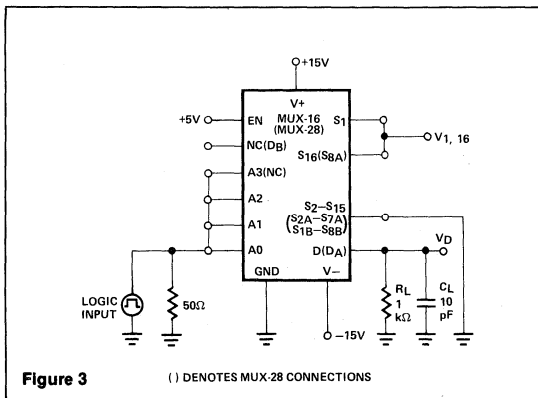 +15V
V+
+5V
EN
MUX-16
(MUX-28)
S1
NC(DB)
V1, 16
S16(S8A)
A3(NC)
A2
S2–S15
(S2A–S7A)
(S1B–S8B)
A1
VD
A0
D(DA)
GND
V–
LOGIC
INPUT
50Ω
RL
1
kΩ
CL
10
pF
–15V
Figure 3
( ) DENOTES MUX-28 CONNECTIONS